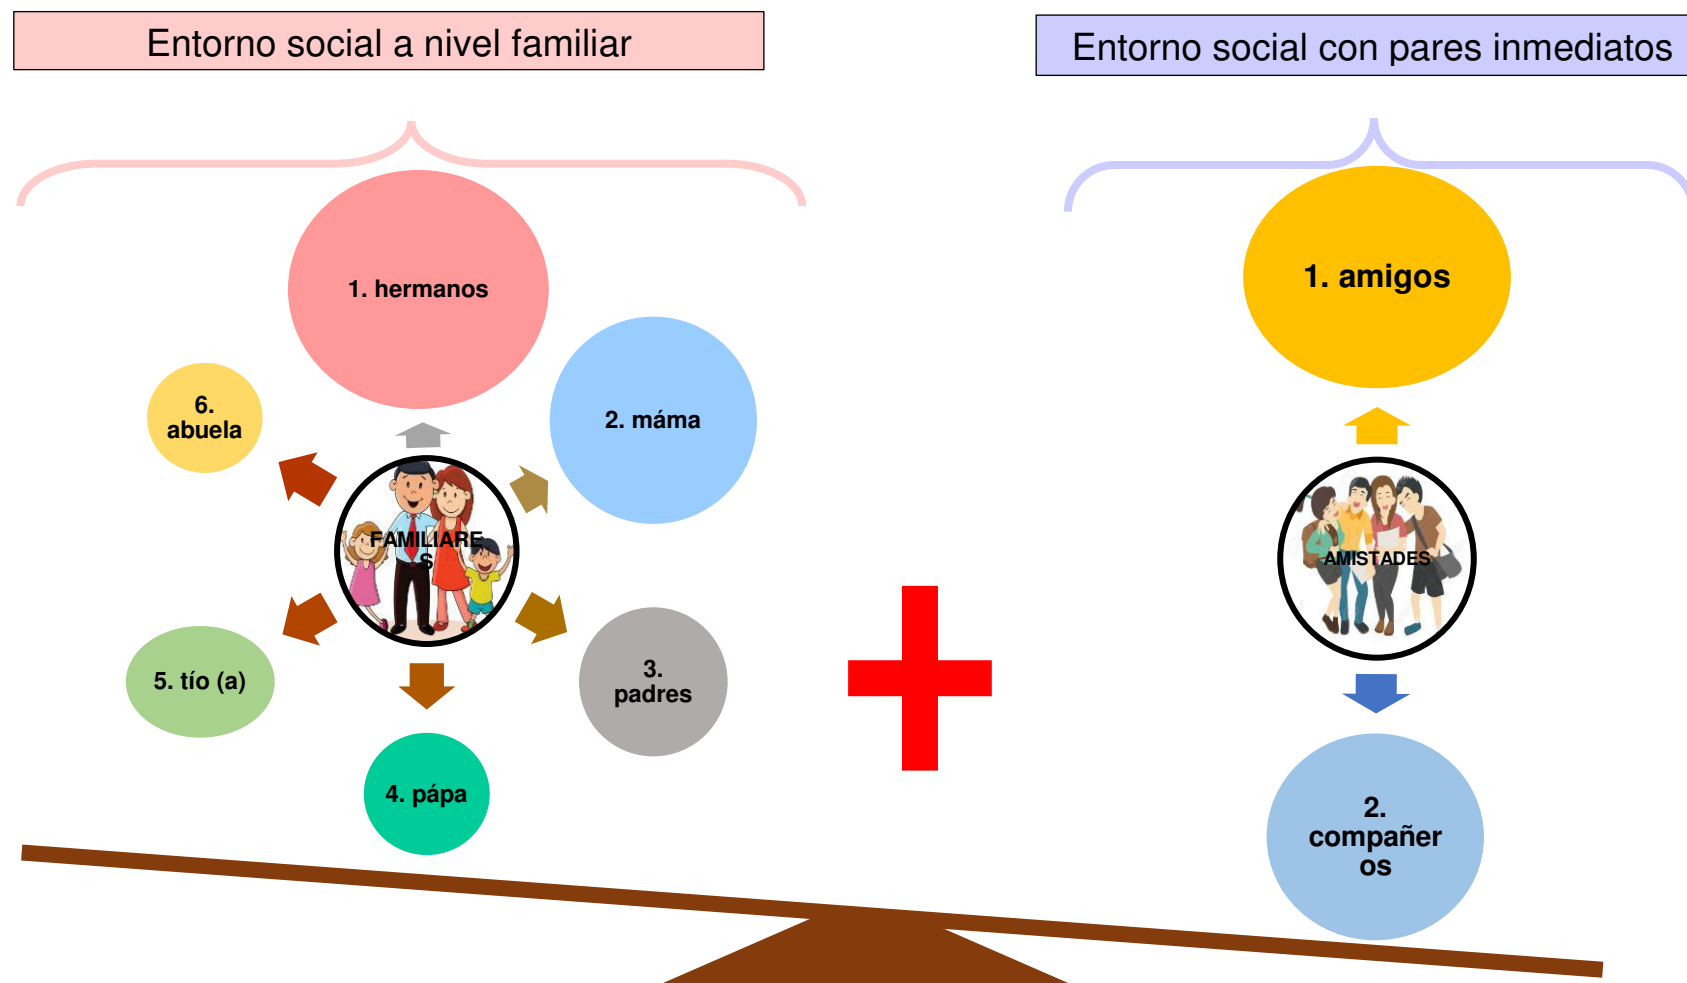 Entorno social a nivel familiar
Entorno social con pares inmediatos
1. hermanos
2. máma
3.
padres
4. pápa
5. tío (a)
6.
abuela
FAMILIARE
S
1. amigos
AMISTADES
2.
compañer
os